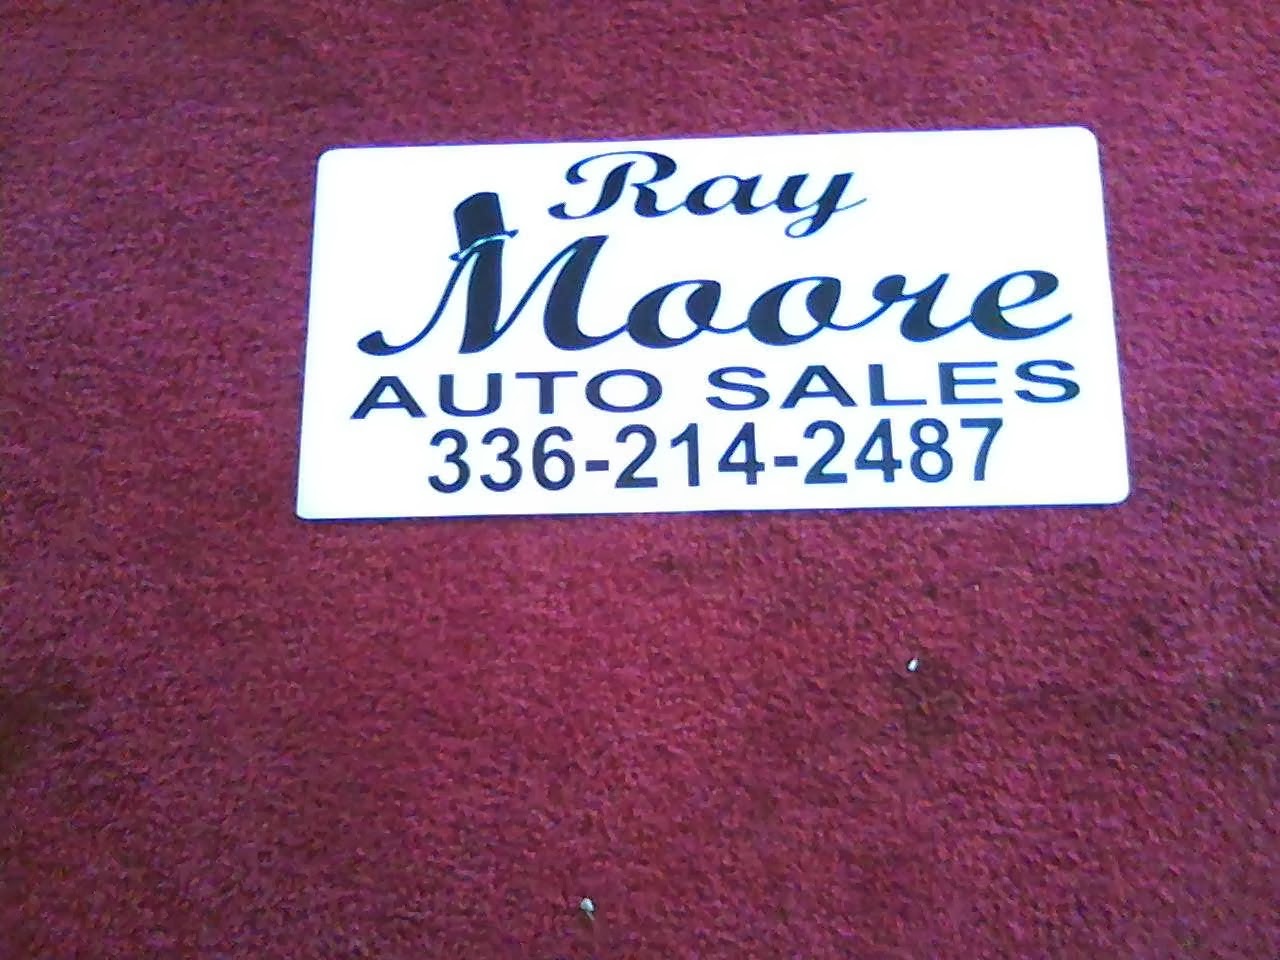 Ray
Moore
AUTO SALES
336-214-2487